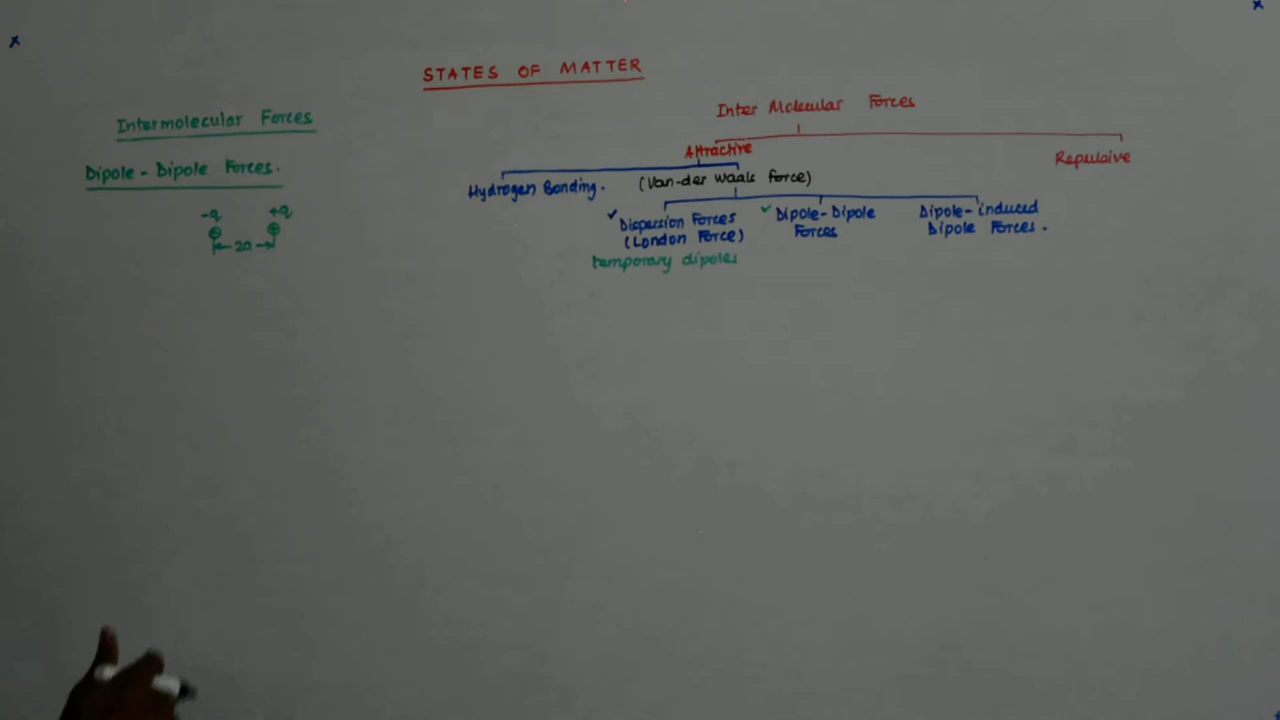 STATES OF MATTER
Intermolecular Forces
Dipole - Dipole Forces.
-q +q
2a
Inter Molecular Forces
Attractive
Repulsive
Hydrogen Bonding.
(Van-der Waals Force)
Dispersion Forces
(London Force)
temporary dipoles
Dipole-Dipole
Forces
Dipole-induced
Dipole Forces.